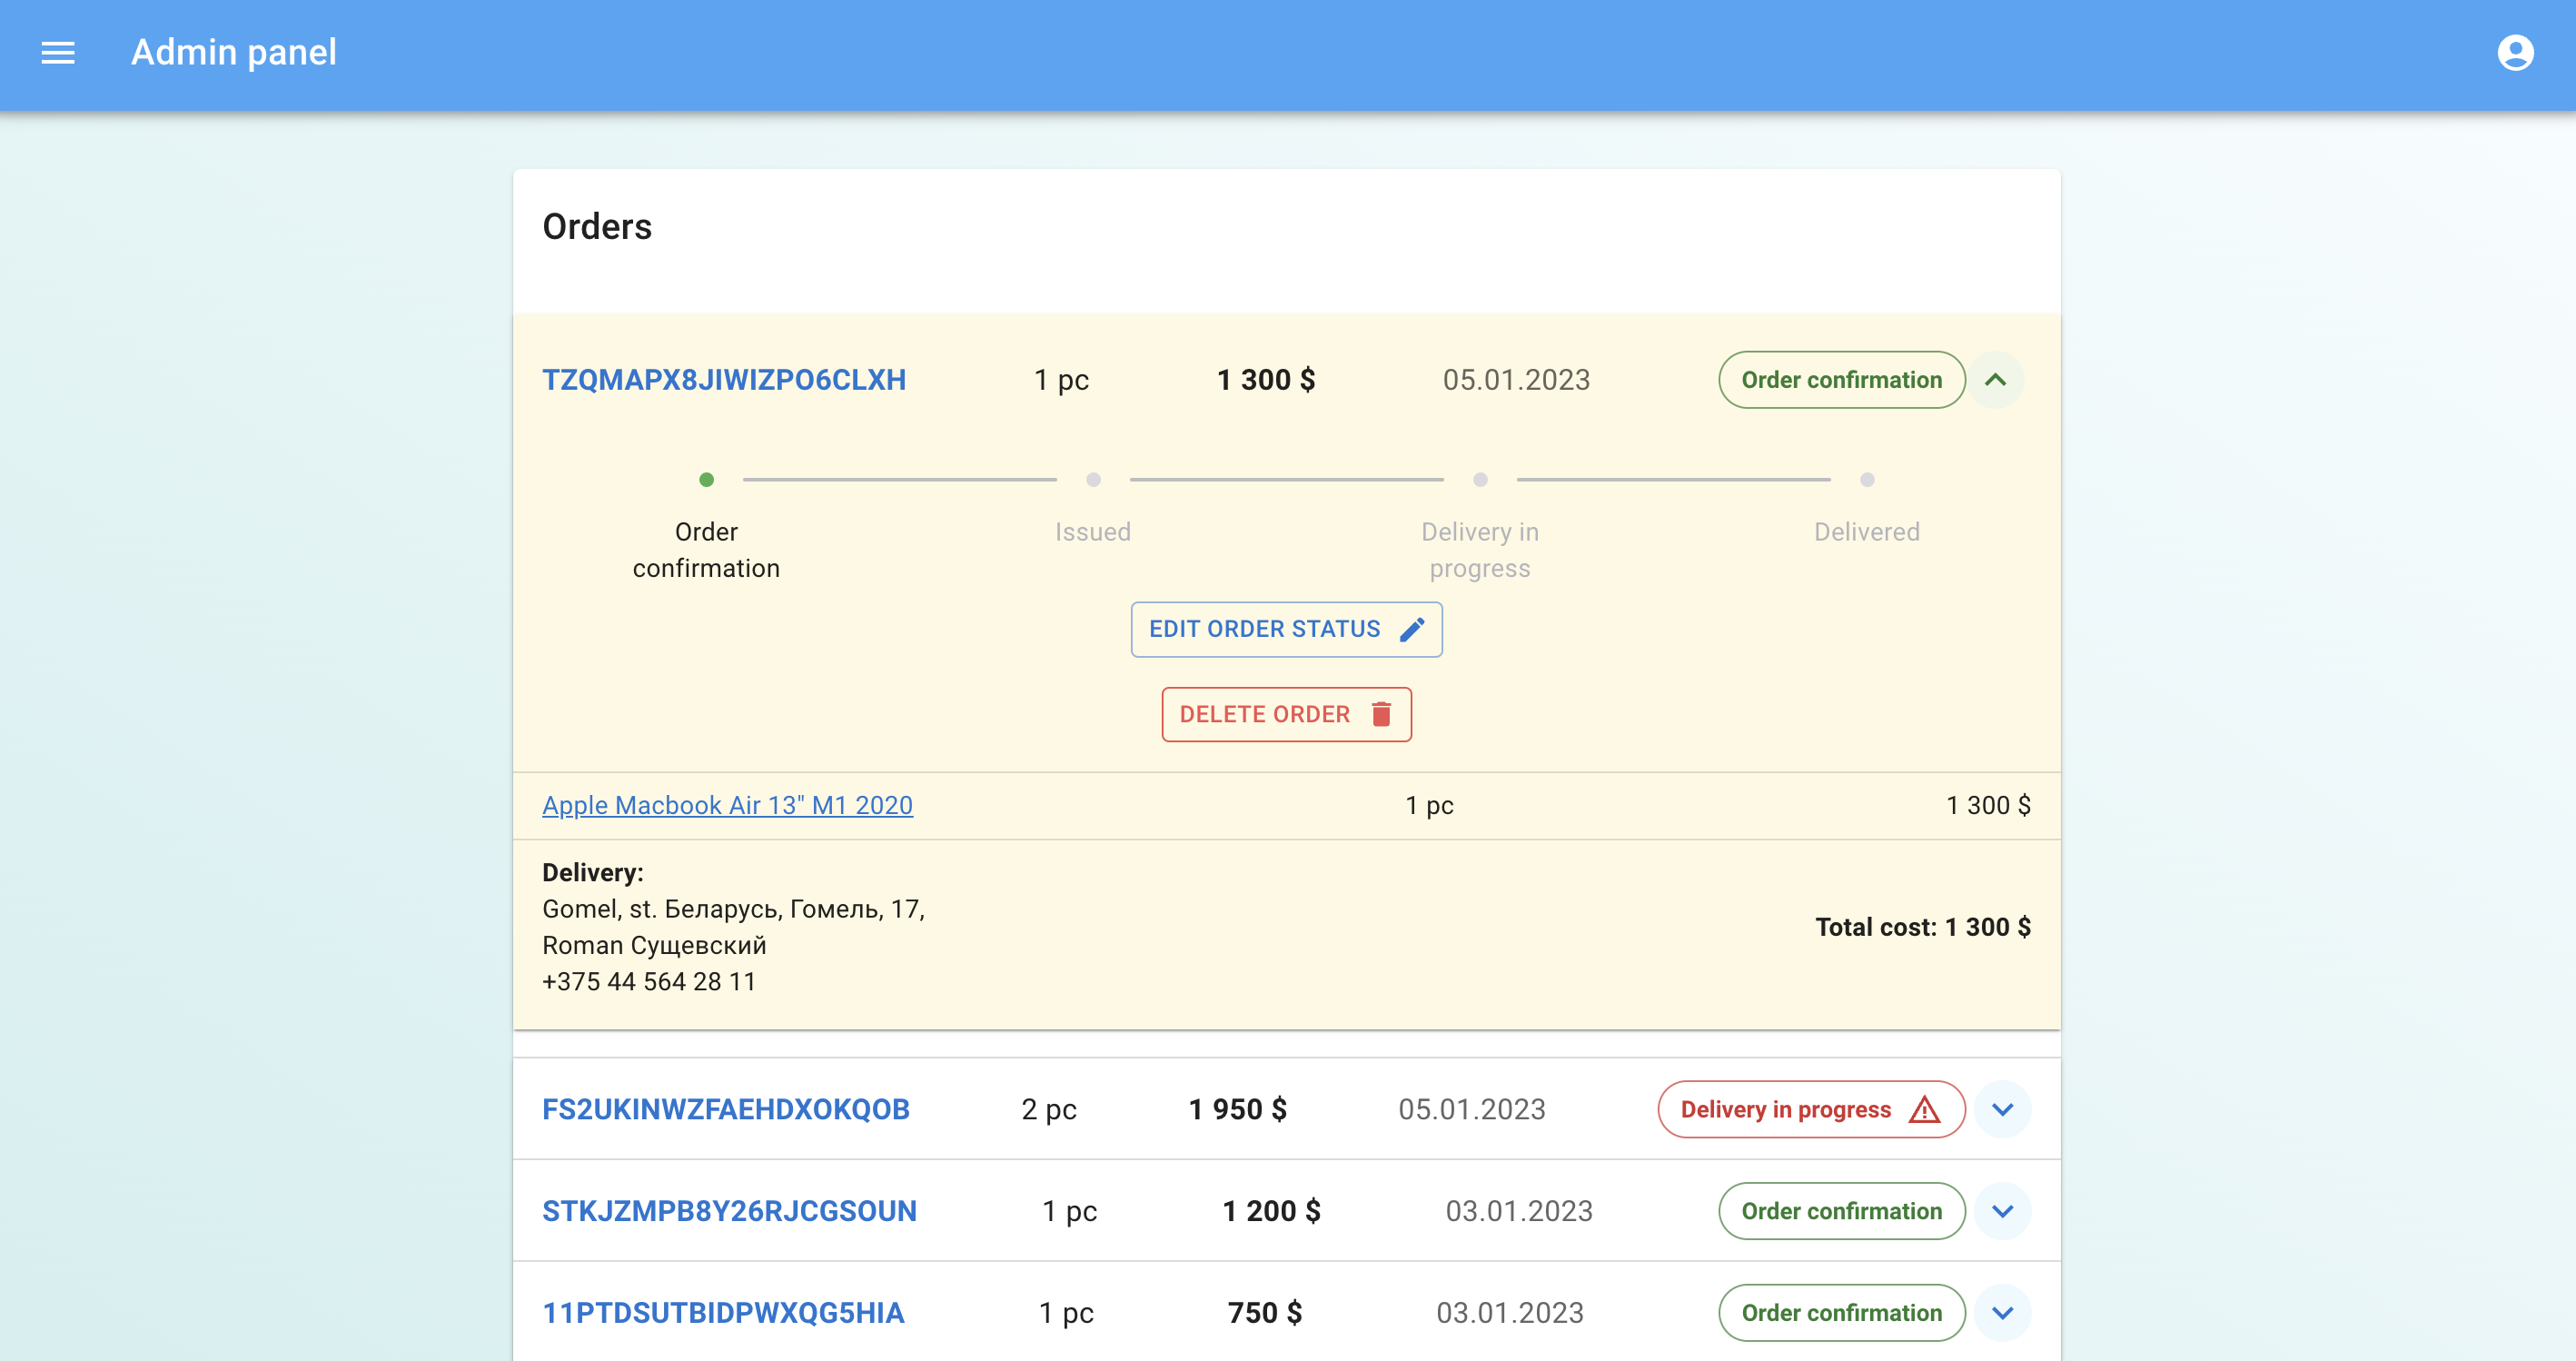 Admin panel
Orders
TZQMAPX8JIWIZPO6CLXH 1 pc 1 300 $ 05.01.2023 Order confirmation
Order confirmation
Issued
Delivery in progress
Delivered
EDIT ORDER STATUS
DELETE ORDER
Apple Macbook Air 13" M1 2020 1 pc 1 300 $
Delivery:
Gomel, st. Беларусь, Гомель, 17,
Roman Сущевский
+375 44 564 28 11
Total cost: 1 300 $
FS2UKINWZFAEHDXOKQOB 2 pc 1 950 $ 05.01.2023 Delivery in progress
STKJZMPB8Y26RJCGSOUN 1 pc 1 200 $ 03.01.2023 Order confirmation
11PTDSUTBIDPWXQG5HIA 1 pc 750 $ 03.01.2023 Order confirmation